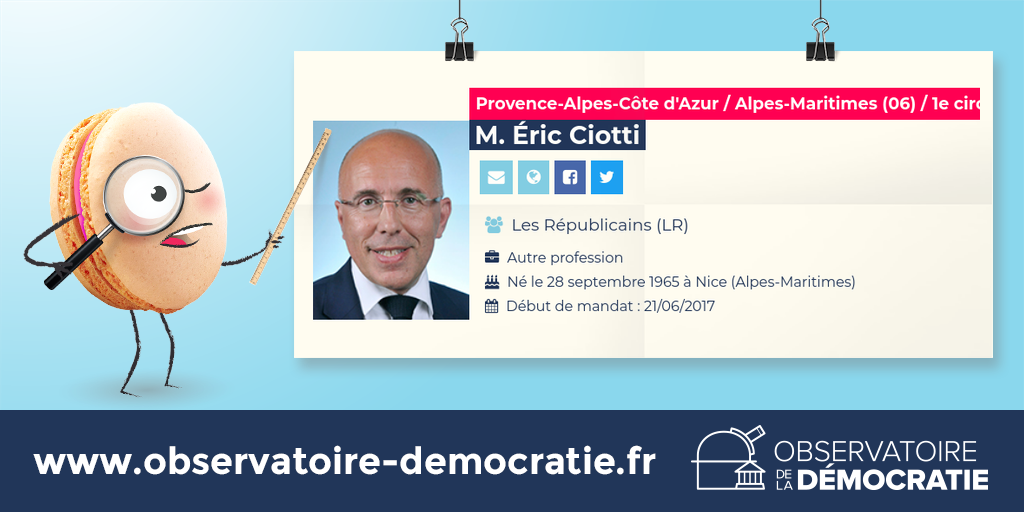 Provence-Alpes-Côte d'Azur / Alpes-Maritimes (06) / 1e circ
M. Éric Ciotti
Les Républicains (LR)
Autre profession
Né le 28 septembre 1965 à Nice (Alpes-Maritimes)
Début de mandat : 21/06/2017
www.observatoire-democratie.fr
OBSERVATOIRE
DE LA DÉMOCRATIE